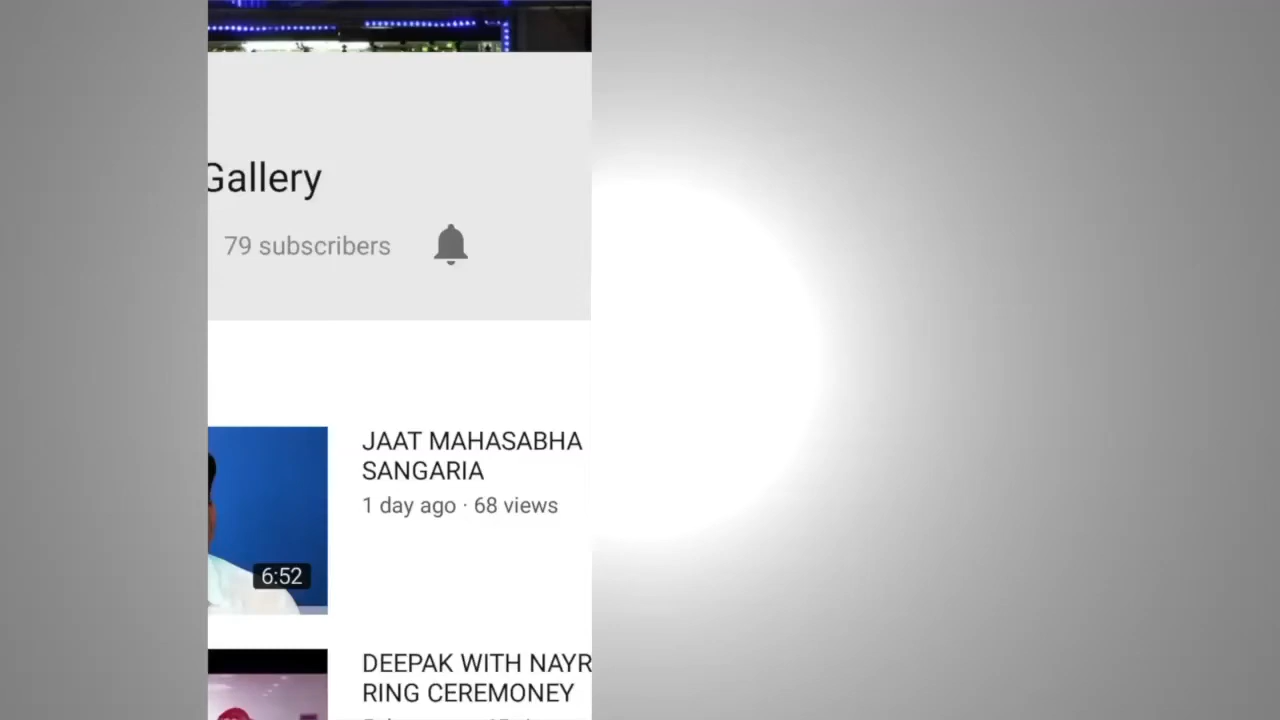 Gallery
79 subscribers
JAAT MAHASABHA
SANGARIA
1 day ago · 68 views
6:52
DEEPAK WITH NAYR
RING CEREMONEY